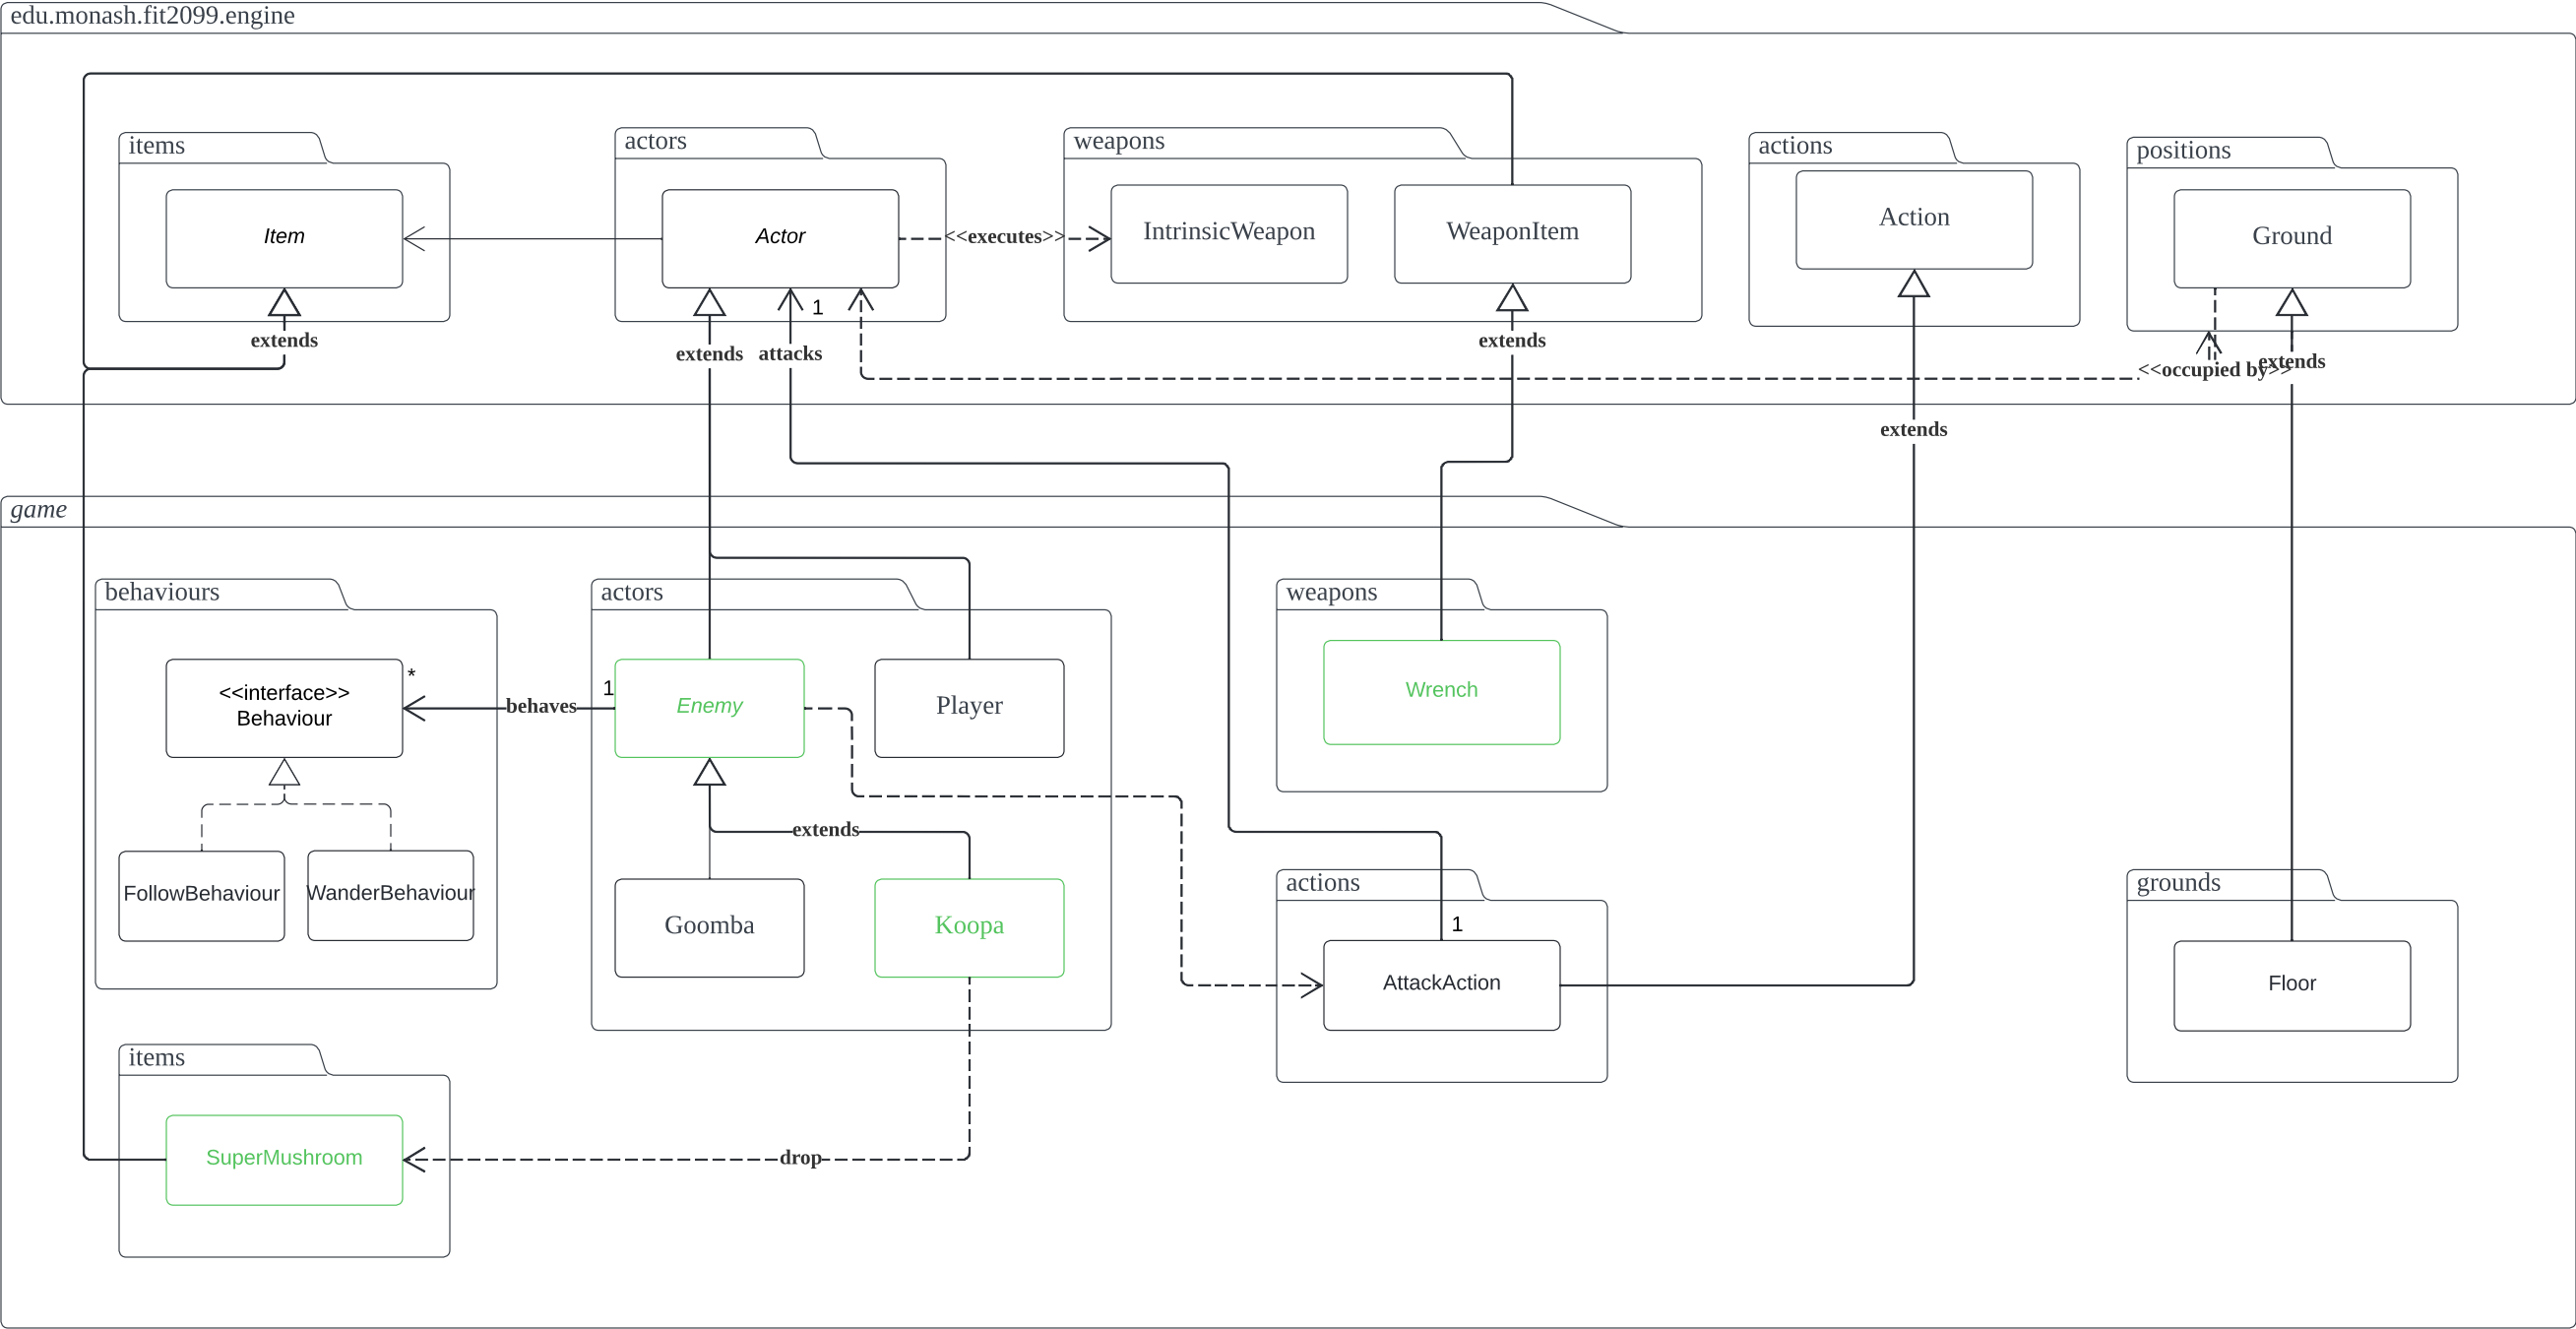 edu.monash.fit2099.engine
items
actors
weapons
actions
positions
Item
Actor
<<executes>>
IntrinsicWeapon
WeaponItem
Action
Ground
1
extends
extends
attacks
extends
<<occupied by>>
extends
extends
game
behaviours
actors
weapons
<<interface>>
Behaviour
*
behaves
1
Enemy
Player
Wrench
extends
FollowBehaviour
WanderBehaviour
Goomba
Koopa
actions
1
AttackAction
grounds
Floor
items
SuperMushroom
drop